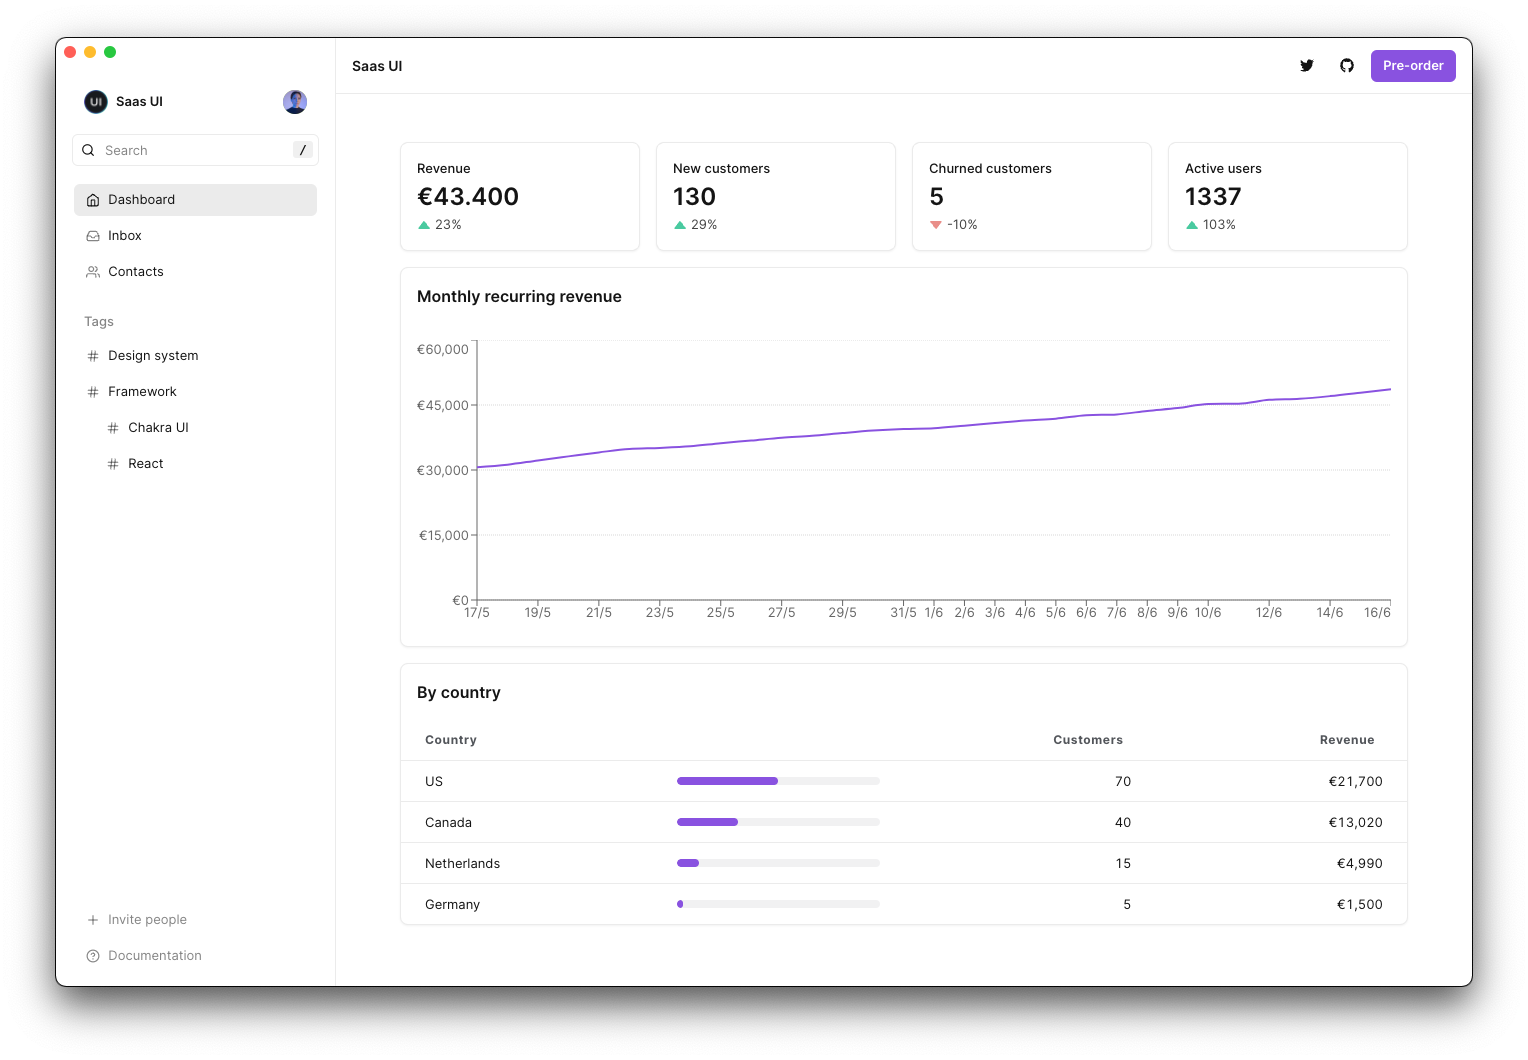 Saas UI
Pre-order
UI
Saas UI
Search
/
Dashboard
Inbox
Contacts
Tags
# Design system
# Framework
# Chakra UI
# React
Invite people
Documentation
Revenue
€43.400
23%
New customers
130
29%
Churned customers
5
-10%
Active users
1337
103%
Monthly recurring revenue
€60,000
€45,000
€30,000
€15,000
€0
17/5 19/5 21/5 23/5 25/5 27/5 29/5 31/5 1/6 2/6 3/6 4/6 5/6 6/6 7/6 8/6 9/6 10/6 12/6 14/6 16/6
By country
Country Customers Revenue
US 70 €21,700
Canada 40 €13,020
Netherlands 15 €4,990
Germany 5 €1,500